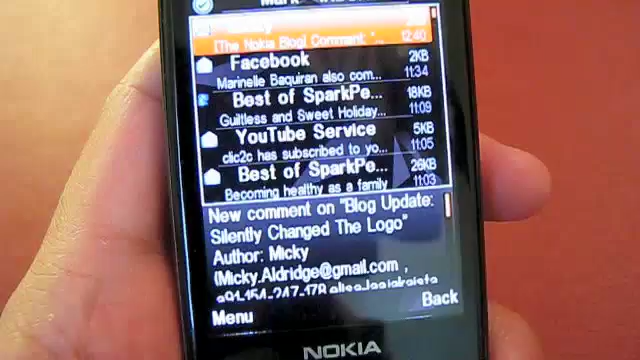 [The Nokia Blog] Comment: "...
12:40
Facebook 2KB
Marinelle Baquiran also com... 11:34
Best of SparkPe... 18KB
Guiltless and Sweet Holiday... 11:09
YouTube Service 5KB
clic2c has subscribed to yo... 11:05
Best of SparkPe... 26KB
Becoming healthy as a family 11:03
New comment on "Blog Update:
Silently Changed The Logo"
Author: Micky
(Micky.Aldridge@gmail.com ,
Back
Menu
NOKIA